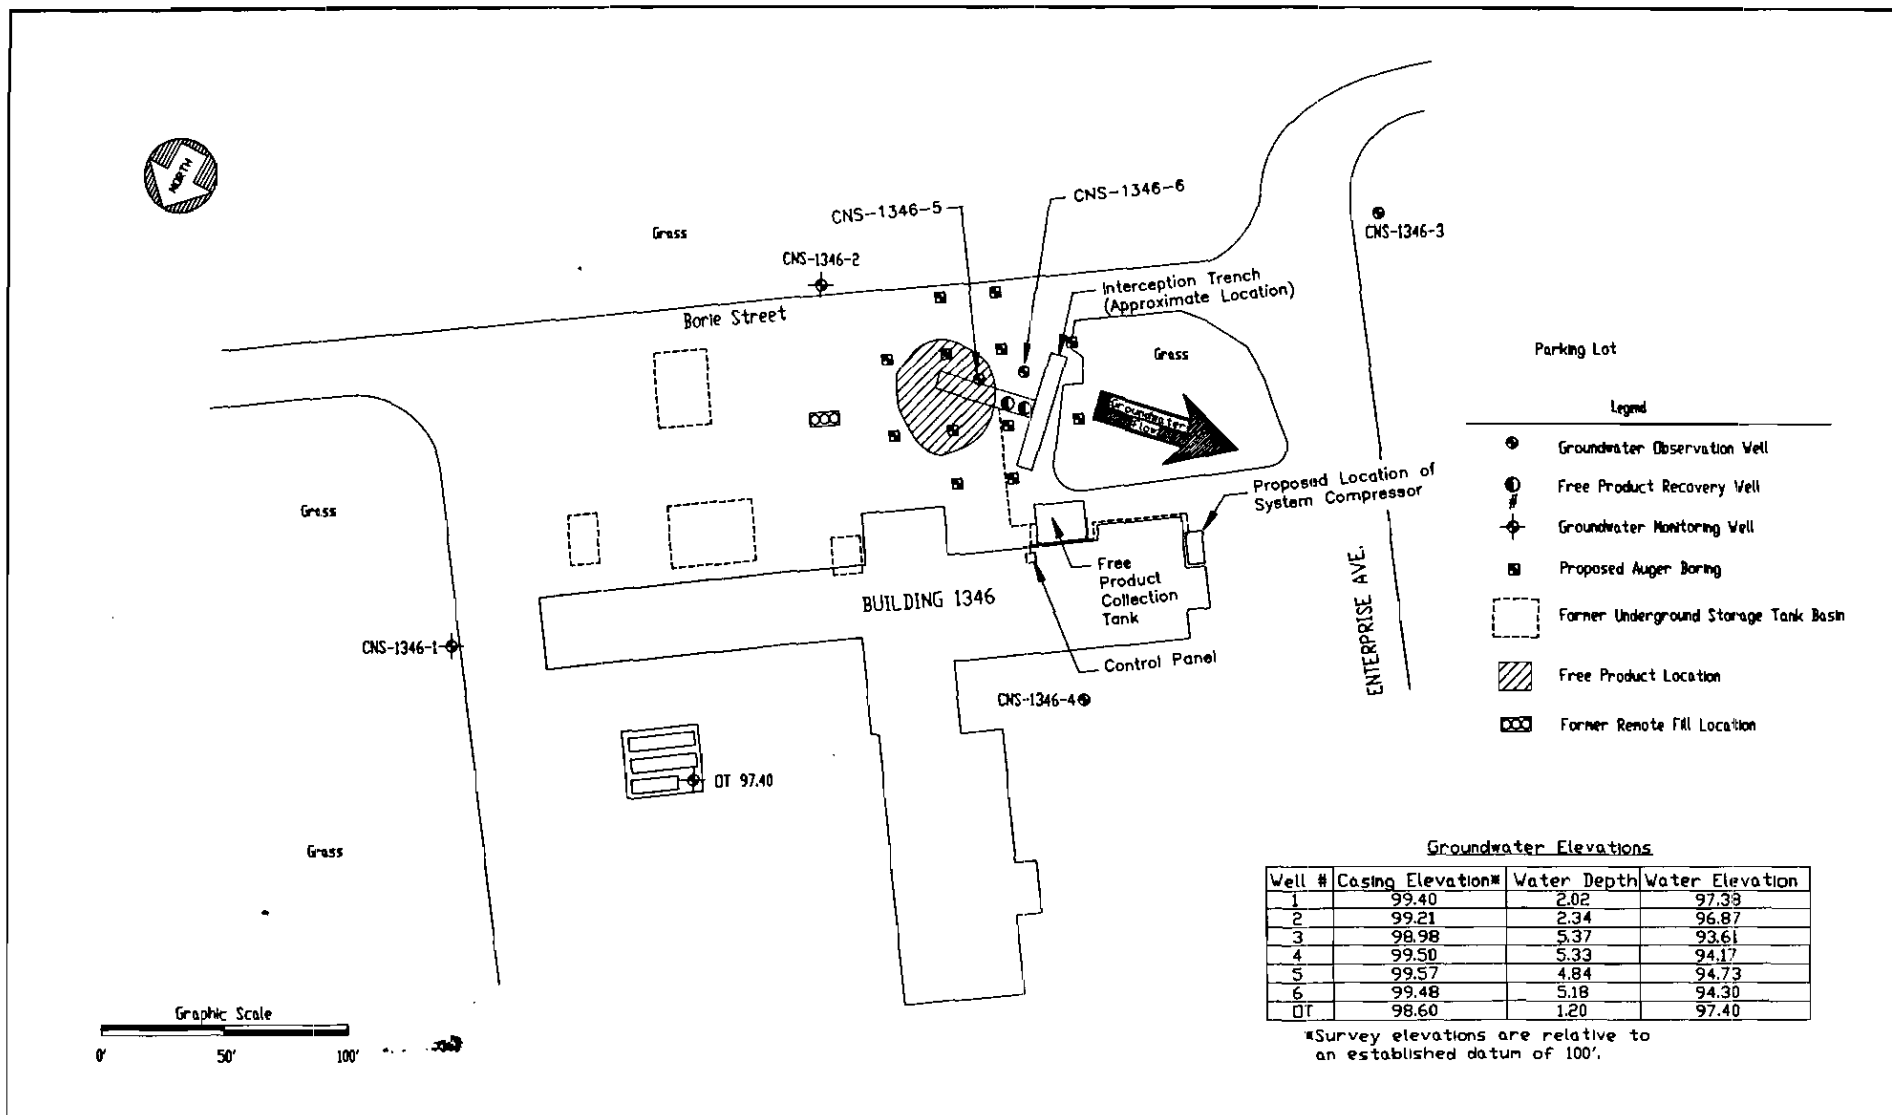 NORTH
Grass
CNS-1346-5
CNS-1346-6
CNS-1346-2
CNS-1346-3
Borie Street
Interception Trench
(Approximate Location)
Grass
Parking Lot
Groundwater
Flow
Legend
Groundwater Observation Well
Free Product Recovery Well
#
Groundwater Monitoring Well
Proposed Auger Boring
Former Underground Storage Tank Basin
Free Product Location
Former Remote Fill Location
Proposed Location of
System Compressor
Grass
Free
Product
Collection
Tank
BUILDING 1346
ENTERPRISE AVE.
CNS-1346-1
Control Panel
CNS-1346-4
OT 97.40
Grass
Groundwater Elevations
Well # Casing Elevation* Water Depth Water Elevation
1 99.40 2.02 97.38
2 99.21 2.34 96.87
3 98.98 5.37 93.61
4 99.50 5.33 94.17
5 99.57 4.84 94.73
6 99.48 5.18 94.30
OT 98.60 1.20 97.40
*Survey elevations are relative to
an established datum of 100'.
Graphic Scale
0' 50' 100'